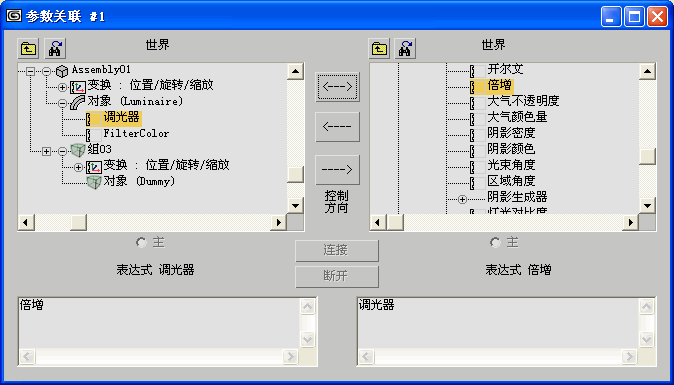 参数关联 #1
世界
世界
Assembly01
变换 : 位置/旋转/缩放
对象 (Luminaire)
调光器
FilterColor
组03
变换 : 位置/旋转/缩放
对象 (Dummy)
<--->
<----
---->
控制
方向
开尔文
倍增
大气不透明度
大气颜色量
阴影密度
阴影颜色
光束角度
区域角度
阴影生成器
灯光对比度
主
主
连接
断开
表达式 调光器
表达式 倍增
倍增
调光器